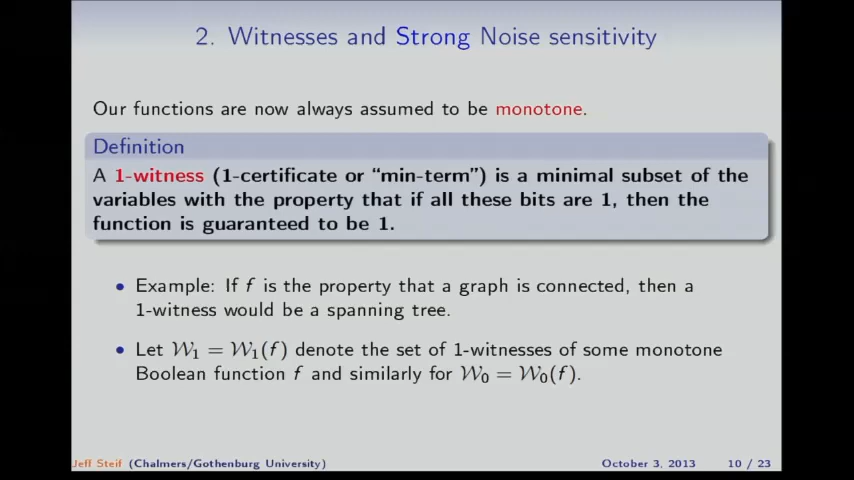 2. Witnesses and Strong Noise sensitivity
Our functions are now always assumed to be monotone.
Definition
A 1-witness (1-certificate or “min-term”) is a minimal subset of the
variables with the property that if all these bits are 1, then the
function is guaranteed to be 1.
• Example: If f is the property that a graph is connected, then a
1-witness would be a spanning tree.
• Let 𝒲₁ = 𝒲₁(f) denote the set of 1-witnesses of some monotone
Boolean function f and similarly for 𝒲₀ = 𝒲₀(f).
Jeff Steif (Chalmers/Gothenburg University) October 3, 2013 10 / 23